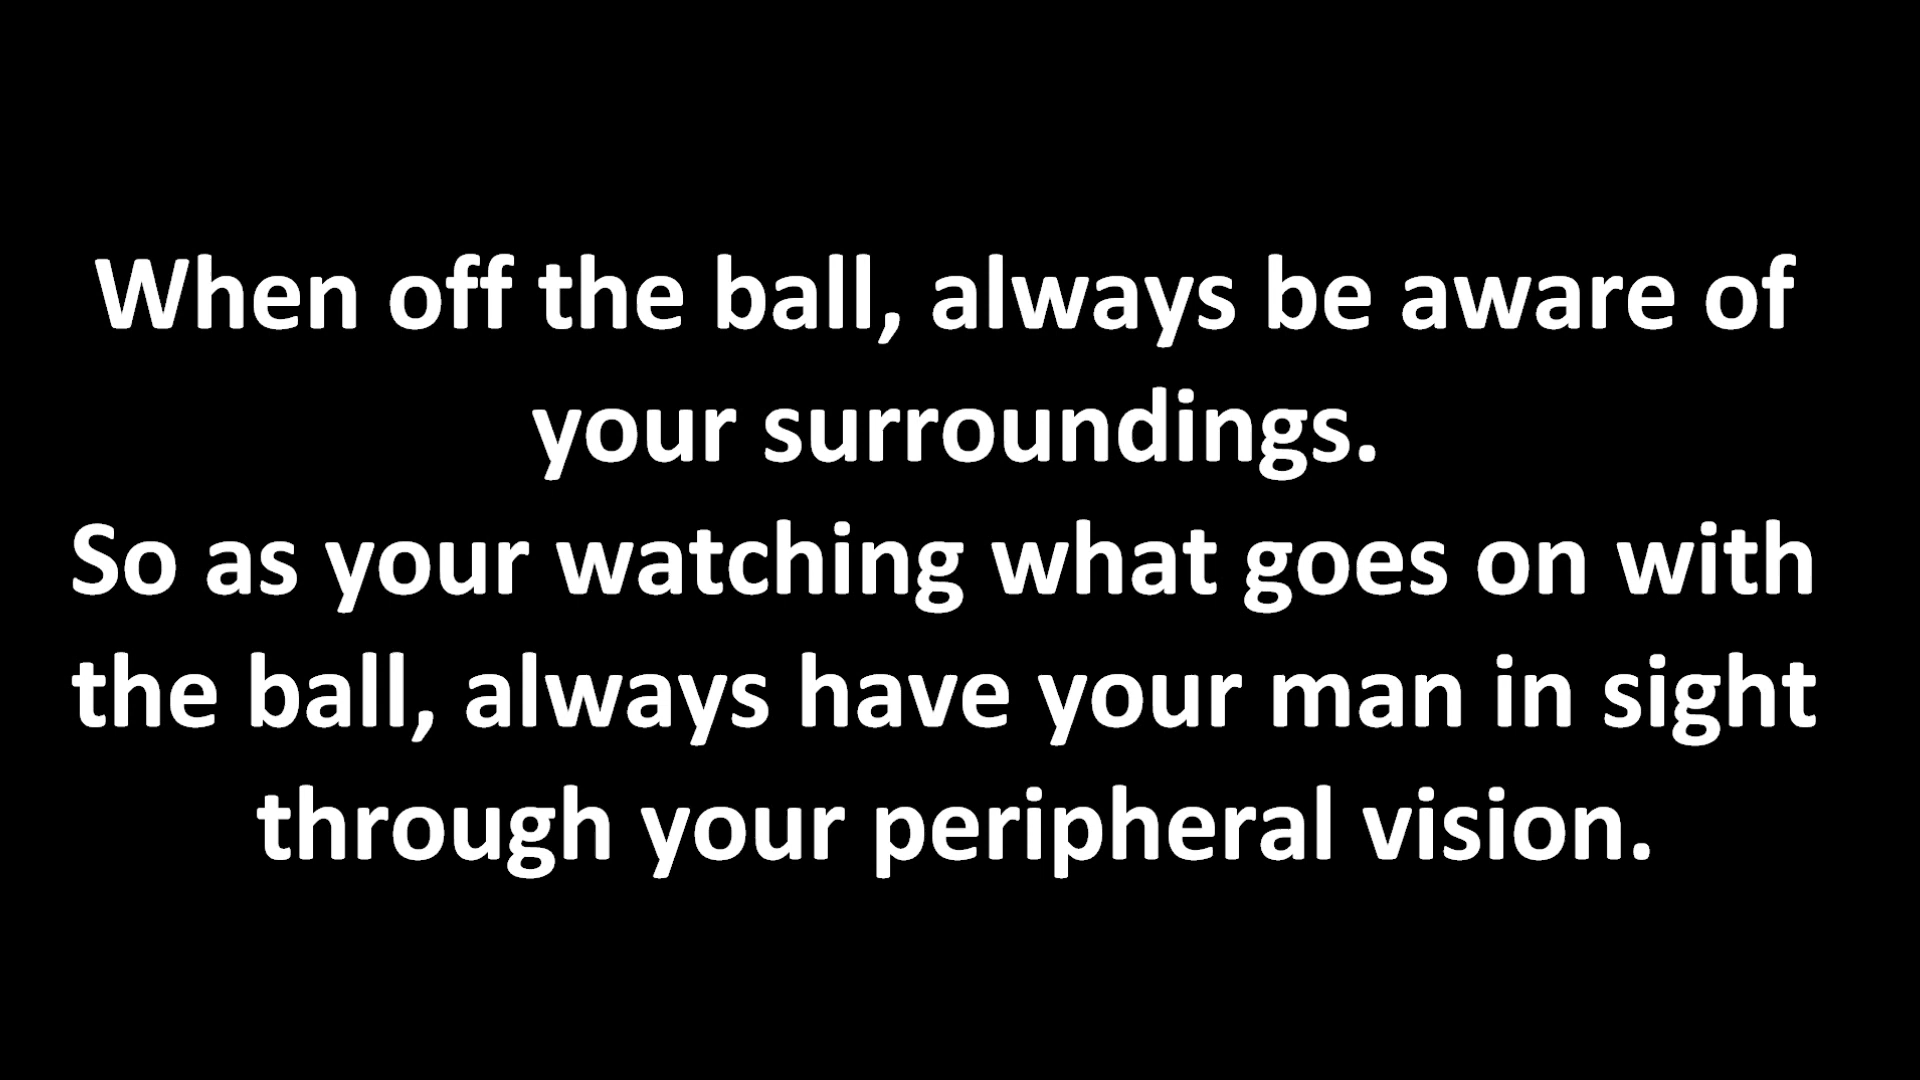 When off the ball, always be aware of
your surroundings.
So as your watching what goes on with
the ball, always have your man in sight
through your peripheral vision.